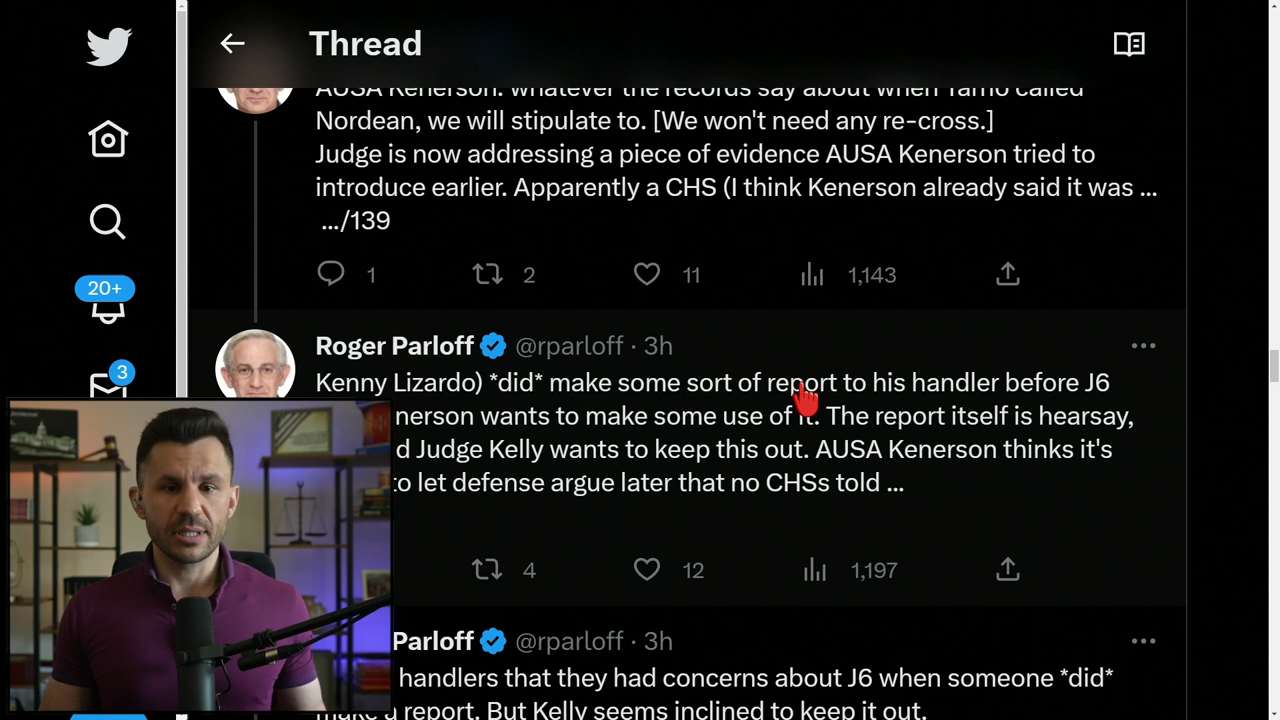 Thread
AUSA Kenerson: whatever the records say about when Tarrio called
Nordean, we will stipulate to. [We won't need any re-cross.]
Judge is now addressing a piece of evidence AUSA Kenerson tried to
introduce earlier. Apparently a CHS (I think Kenerson already said it was ...
.../139
1
2
11
1,143
20+
3
Roger Parloff @rparloff · 3h
Kenny Lizardo) *did* make some sort of report to his handler before J6
nerson wants to make some use of it. The report itself is hearsay,
d Judge Kelly wants to keep this out. AUSA Kenerson thinks it's
to let defense argue later that no CHSs told ...
4
12
1,197
Parloff @rparloff · 3h
handlers that they had concerns about J6 when someone *did*
make a report. But Kelly seems inclined to keep it out.